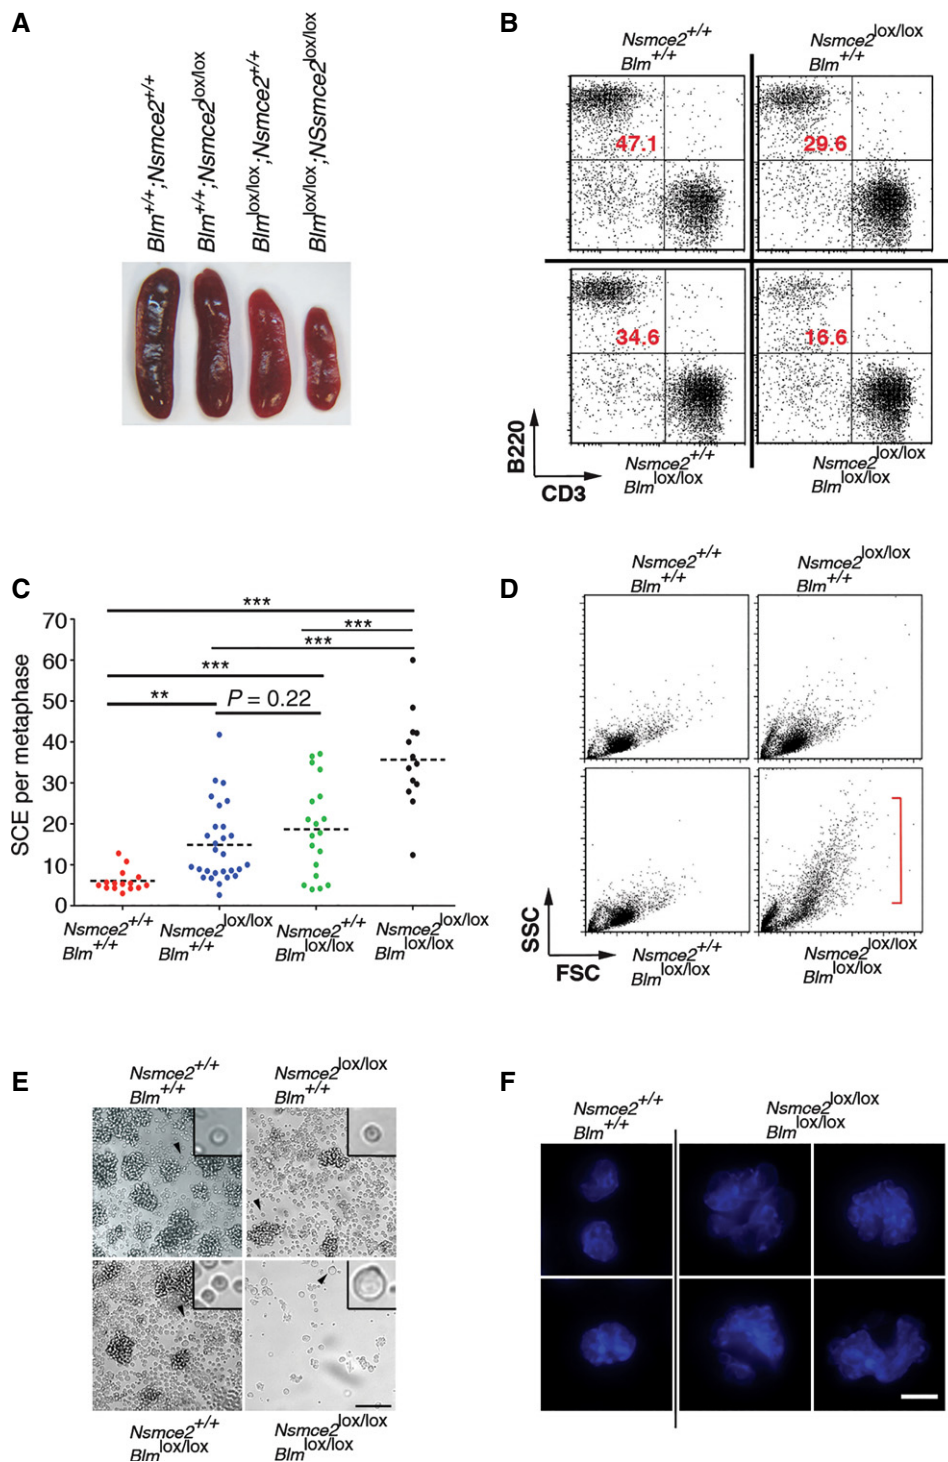 A
Blm+/+;Nsmce2+/+
Blm+/+;Nsmce2lox/lox
Blmlox/lox;Nsmce2+/+
Blmlox/lox;NSsmce2lox/lox
B
Nsmce2+/+
Blm+/+
Nsmce2lox/lox
Blm+/+
47.1
29.6
34.6
16.6
B220
CD3
Nsmce2+/+
Blmlox/lox
Nsmce2lox/lox
Blmlox/lox
C
***
***
***
***
**
P = 0.22
SCE per metaphase
70
60
50
40
30
20
10
0
Nsmce2+/+
Blm+/+
Nsmce2lox/lox
Blm+/+
Nsmce2+/+
Blmlox/lox
Nsmce2lox/lox
Blmlox/lox
D
Nsmce2+/+
Blm+/+
Nsmce2lox/lox
Blm+/+
SSC
FSC
Nsmce2+/+
Blmlox/lox
Nsmce2lox/lox
Blmlox/lox
E
Nsmce2+/+
Blm+/+
Nsmce2lox/lox
Blm+/+
Nsmce2+/+
Blmlox/lox
Nsmce2lox/lox
Blmlox/lox
F
Nsmce2+/+
Blm+/+
Nsmce2lox/lox
Blmlox/lox